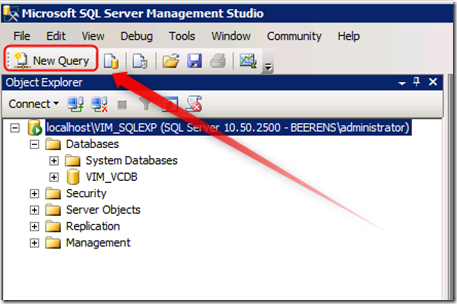 Microsoft SQL Server Management Studio
File Edit View Debug Tools Window Community Help
New Query
Object Explorer
Connect
localhost\VIM_SQLEXP (SQL Server 10.50.2500 - BEERENS\administrator)
Databases
System Databases
VIM_VCDB
Security
Server Objects
Replication
Management